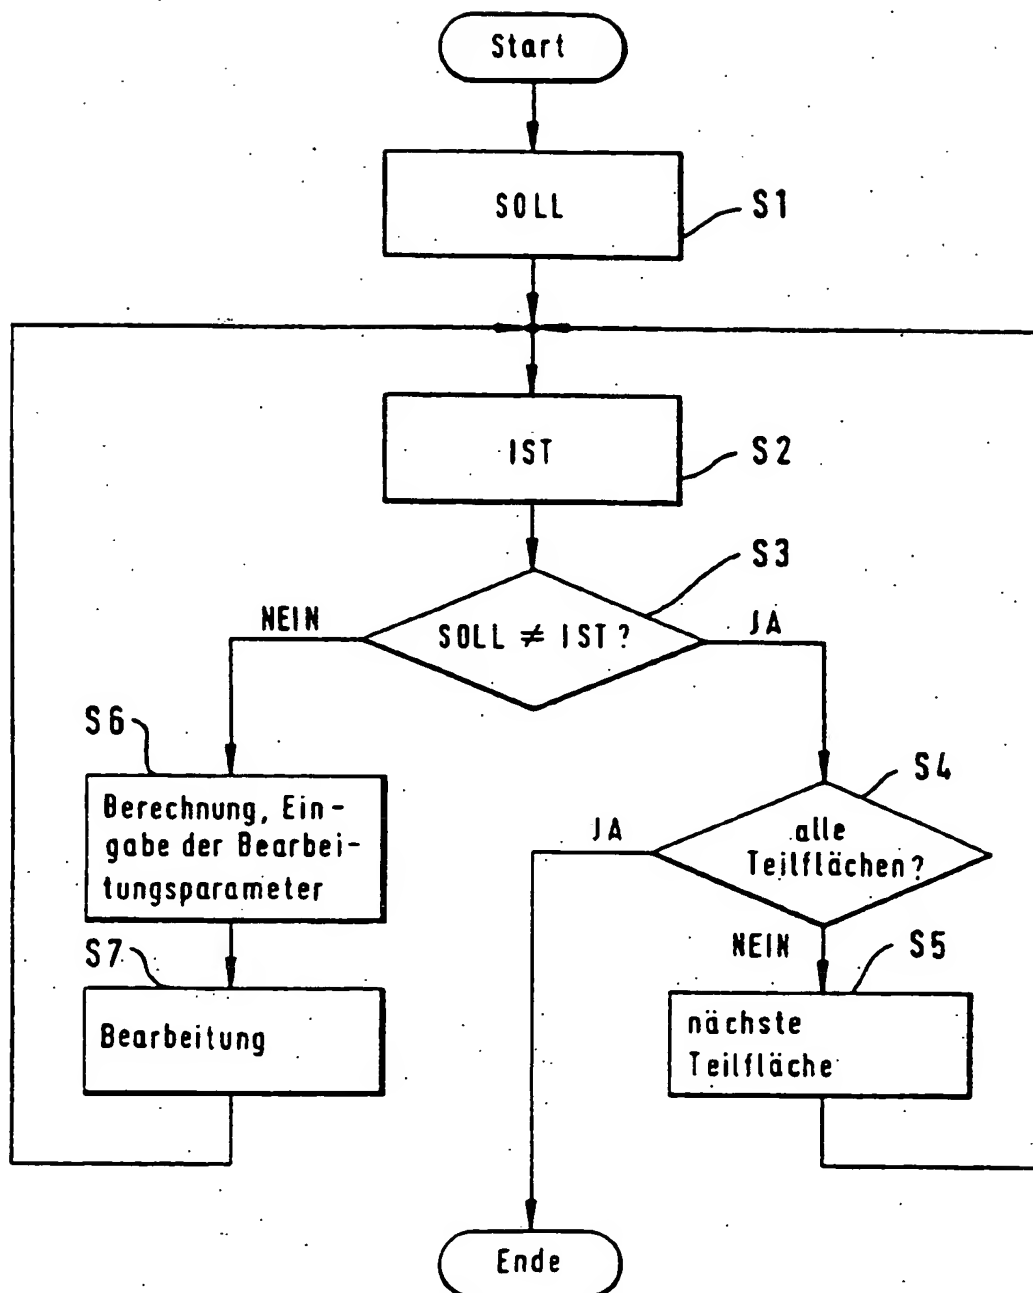 Start
SOLL
S1
IST
S2
S3
NEIN
SOLL ≠ IST?
JA
S6
Berechnung, Ein-
gabe der Bearbei-
tungsparameter
S4
JA
alle
Teilflächen?
NEIN
S5
S7
Bearbeitung
nächste
Teilfläche
Ende